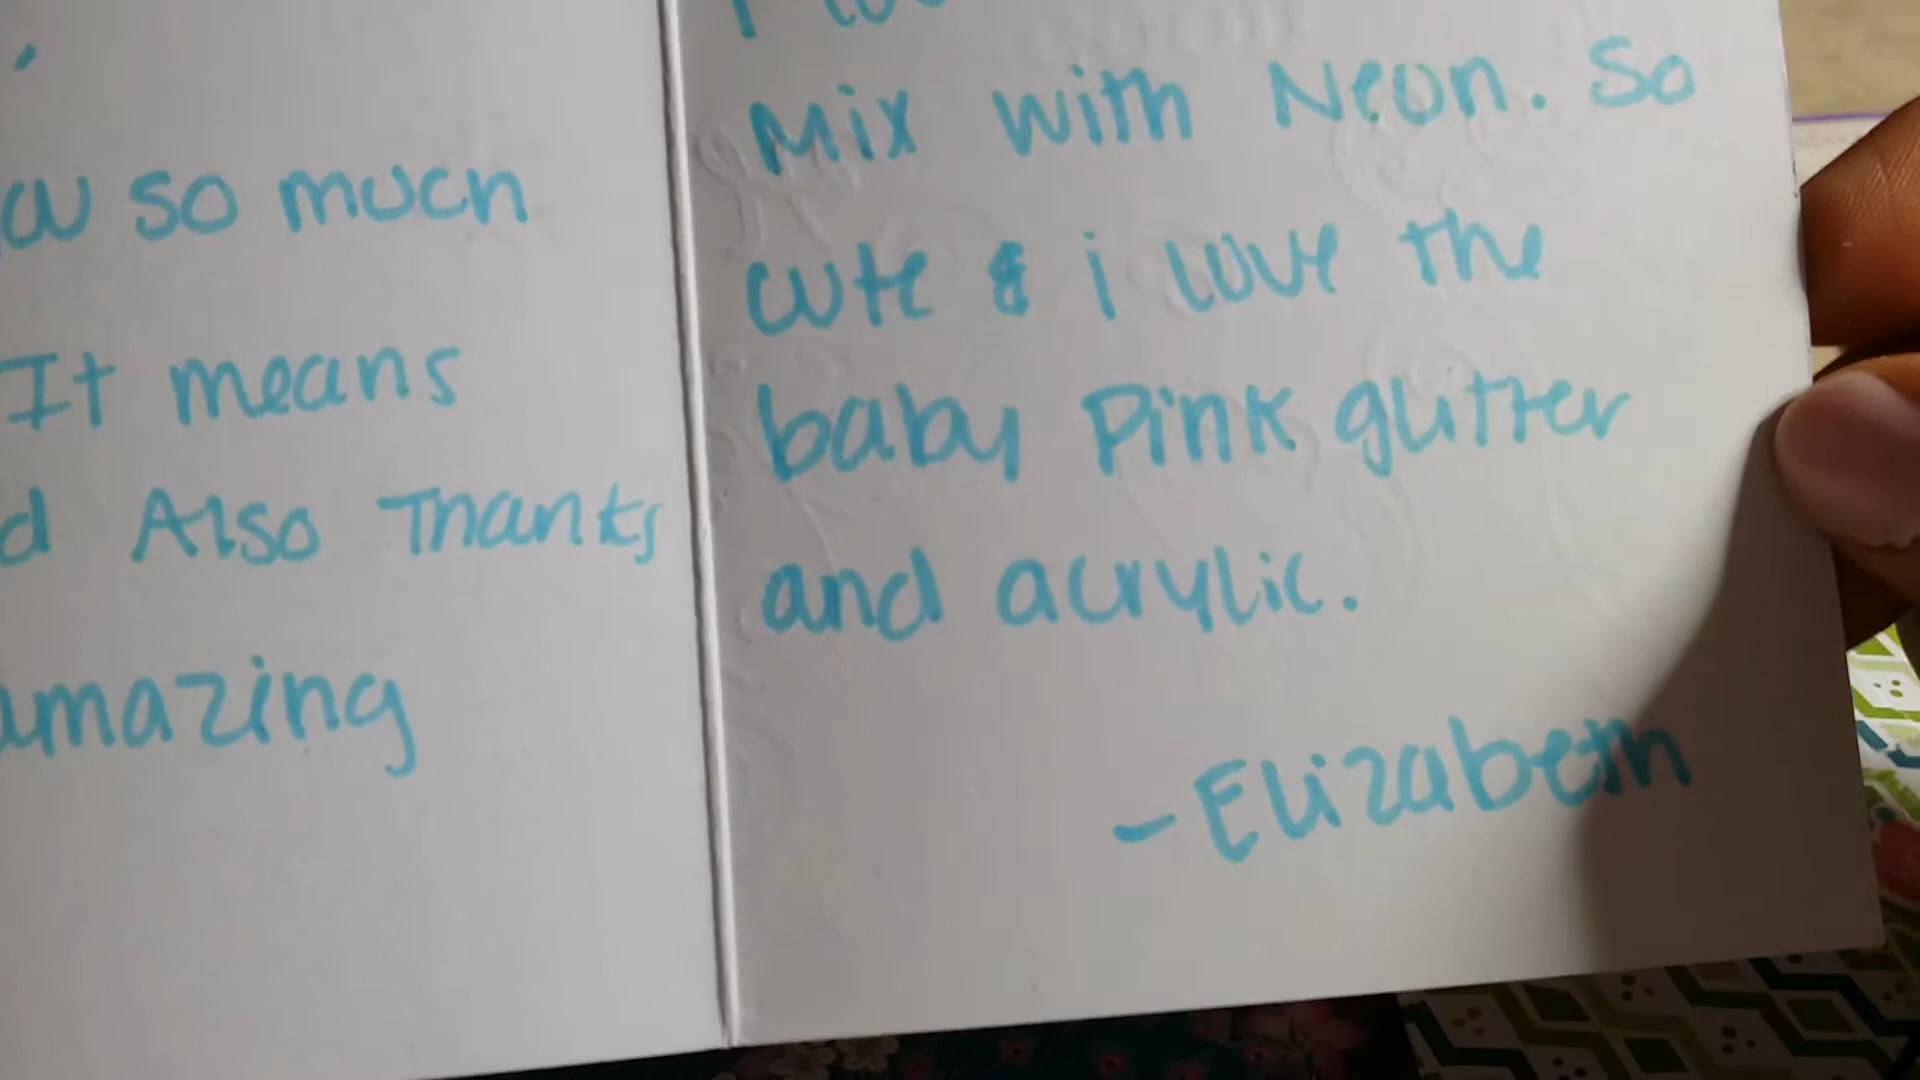 so much
It means
Also Thanks
amazing
I
Mix with Neon. So
cute & i love the
baby Pink glitter
and acrylic.
-Elizabeth